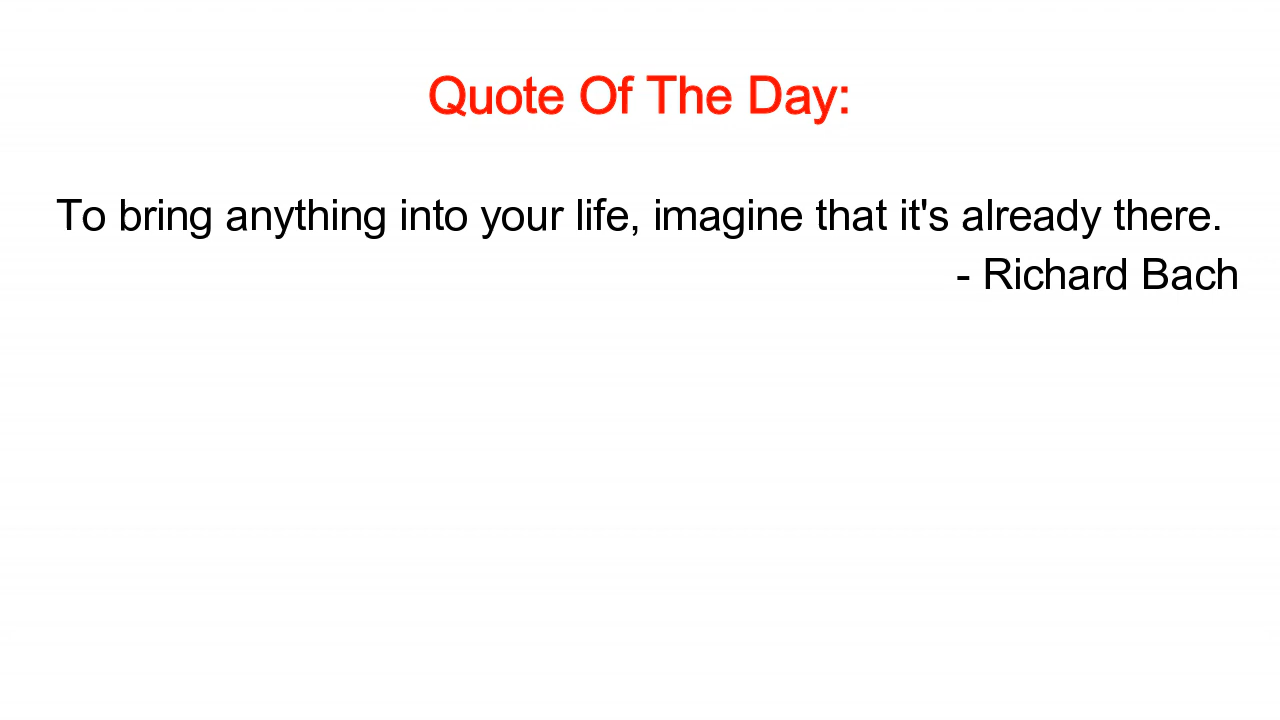 Quote Of The Day:
To bring anything into your life, imagine that it's already there.
- Richard Bach